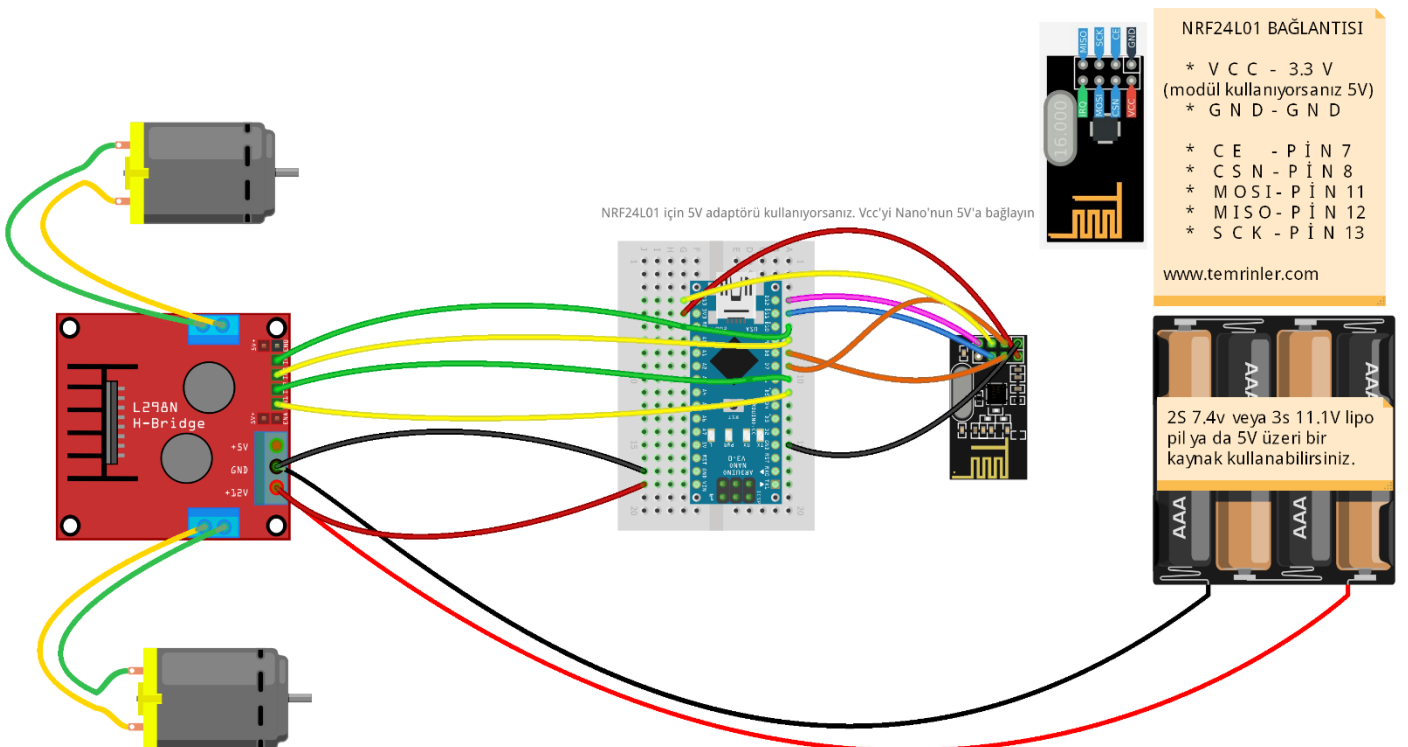 MISO
SCK
CE
GND
IRQ
MOSI
CSN
VCC
16.000
NRF24L01 BAĞLANTISI
* V C C - 3.3 V
(modül kullanıyorsanız 5V)
* G N D - G N D
* C E - P İ N 7
* C S N - P İ N 8
* M O S I - P İ N 11
* M I S O - P İ N 12
* S C K - P İ N 13
www.temrinler.com
NRF24L01 için 5V adaptörü kullanıyorsanız. Vcc'yi Nano'nun 5V'a bağlayın
L298N
H-Bridge
+5V
GND
+12V
ARDUINO
NANO
V3.0
AAA
AAA
2S 7.4v veya 3s 11.1V lipo
pil ya da 5V üzeri bir
kaynak kullanabilirsiniz.
AAA
AAA